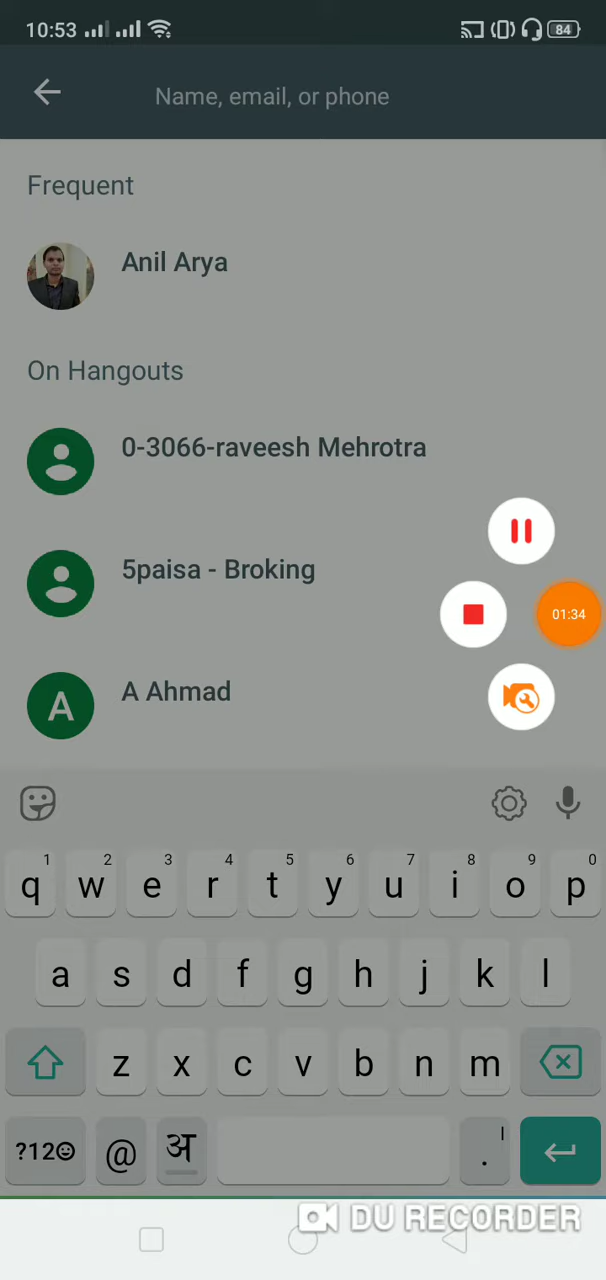 10:53 84
Name, email, or phone
Frequent
Anil Arya
On Hangouts
0-3066-raveesh Mehrotra
5paisa - Broking
01:34
A A Ahmad
1 2 3 4 5 6 7 8 9 0
q w e r t y u i o p
a s d f g h j k l
z x c v b n m
?12 @ अ . l
DU RECORDER